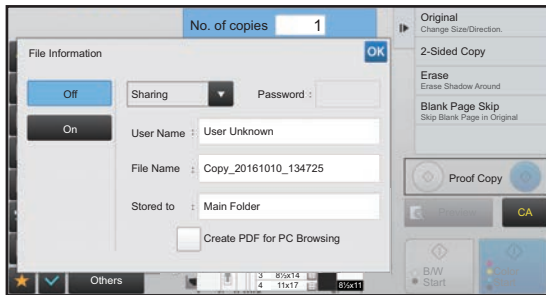 No. of copies 1
File Information
OK
Off
On
Sharing
Password :
User Name : User Unknown
File Name : Copy_20161010_134725
Stored to : Main Folder
Create PDF for PC Browsing
Others
3 8½x14
4 11x17
8½x11
Original
Change Size/Direction.
2-Sided Copy
Erase
Erase Shadow Around
Blank Page Skip
Skip Blank Page in Original
Proof Copy
Preview
CA
B/W
Start
Color
Start